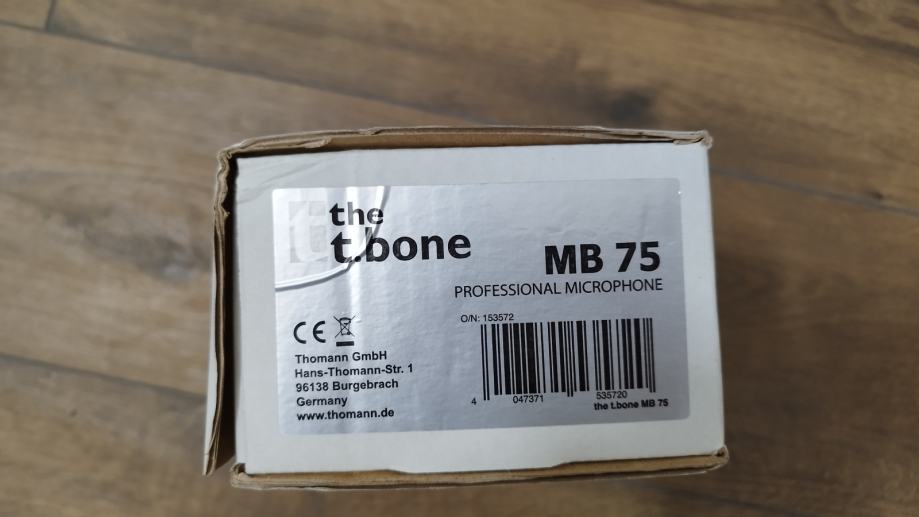 the
t.bone
MB 75
PROFESSIONAL MICROPHONE
O/N: 153572
CE
Thomann GmbH
Hans-Thomann-Str. 1
96138 Burgebrach
Germany
www.thomann.de
4 047371 535720
the t.bone MB 75